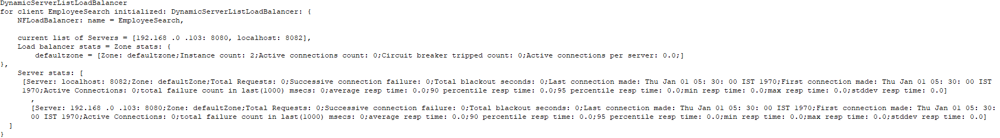 DynamicServerListLoadBalancer
for client EmployeeSearch initialized: DynamicServerListLoadBalancer: {
    NFLoadBalancer: name = EmployeeSearch,
    current list of Servers = [192.168 .0 .103: 8080, localhost: 8082],
    Load balancer stats = Zone stats: {
        defaultzone = [Zone: defaultzone;Instance count: 2;Active connections count: 0;Circuit breaker tripped count: 0;Active connections per server: 0.0;]
},
    Server stats: [
     [Server: localhost: 8082;Zone: defaultZone;Total Requests: 0;Successive connection failure: 0;Total blackout seconds: 0;Last connection made: Thu Jan 01 05: 30: 00 IST 1970;First connection made: Thu Jan 01 05: 30: 00 IST
     1970;Active Connections: 0;total failure count in last(1000) msecs: 0;average resp time: 0.0;90 percentile resp time: 0.0;95 percentile resp time: 0.0;min resp time: 0.0;max resp time: 0.0;stddev resp time: 0.0]
       ,
       [Server: 192.168 .0 .103: 8080;Zone: defaultZone;Total Requests: 0;Successive connection failure: 0;Total blackout seconds: 0;Last connection made: Thu Jan 01 05: 30: 00 IST 1970;First connection made: Thu Jan 01 05: 30:
       00 IST 1970;Active Connections: 0;total failure count in last(1000) msecs: 0;average resp time: 0.0;90 percentile resp time: 0.0;95 percentile resp time: 0.0;min resp time: 0.0;max resp time: 0.0;stddev resp time: 0.0]
  ]
}